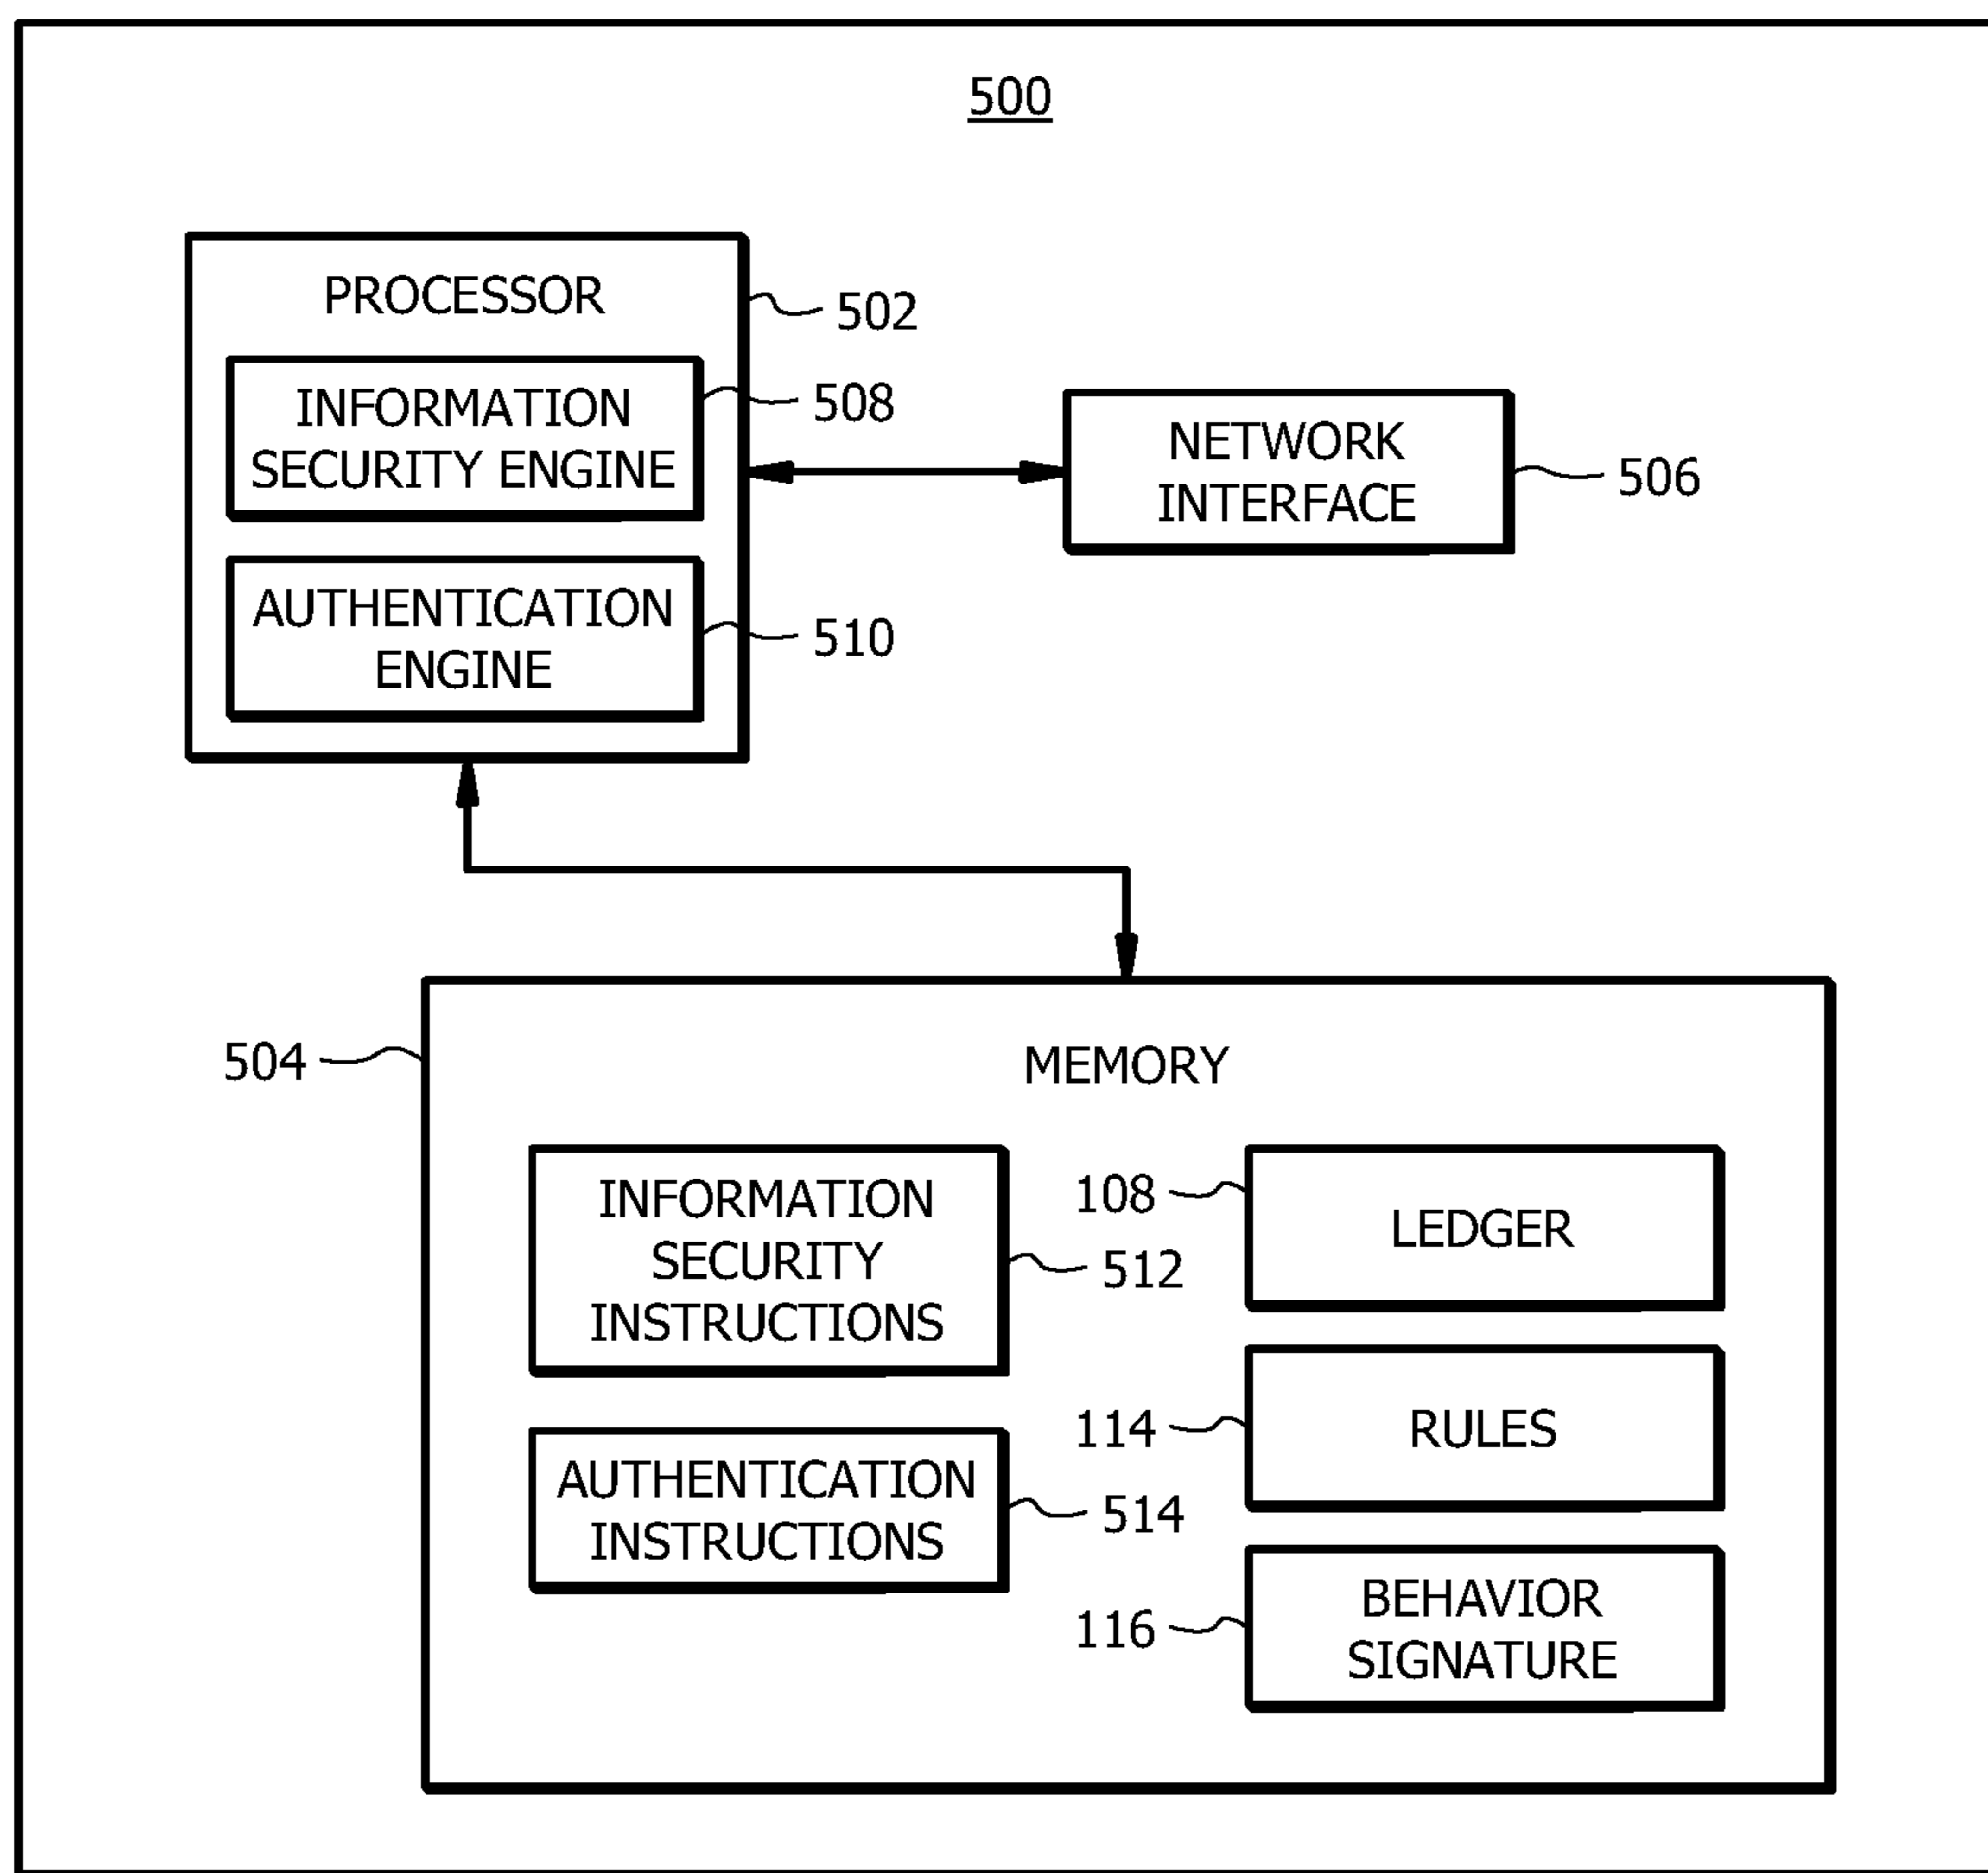 500
PROCESSOR
502
INFORMATION
SECURITY ENGINE
508
AUTHENTICATION
ENGINE
510
NETWORK
INTERFACE
506
504
MEMORY
INFORMATION
SECURITY
INSTRUCTIONS
512
AUTHENTICATION
INSTRUCTIONS
514
108
LEDGER
114
RULES
116
BEHAVIOR
SIGNATURE